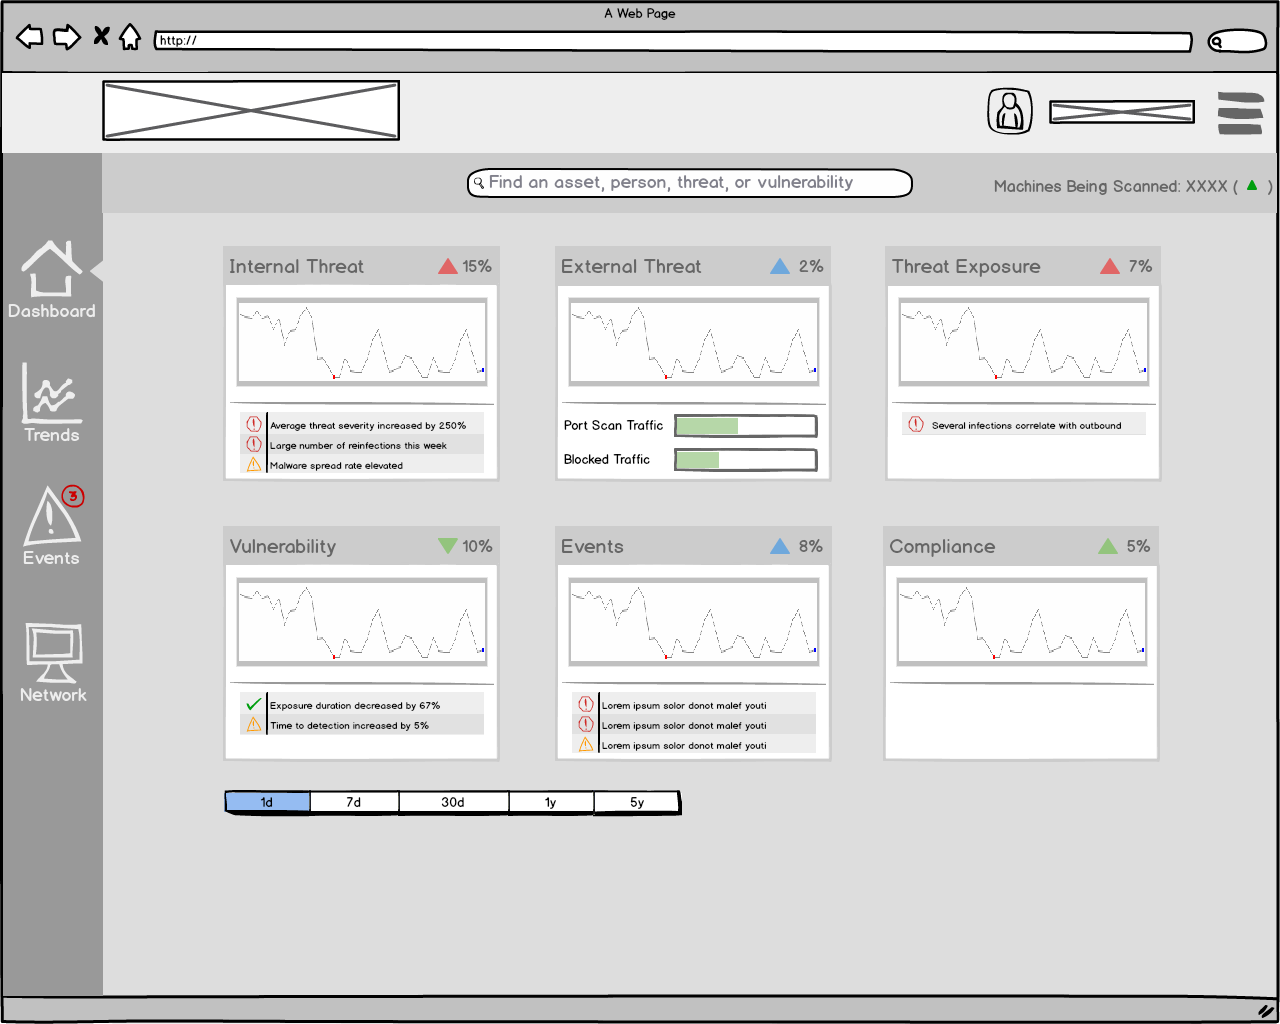 A Web Page
http://
Find an asset, person, threat, or vulnerability
Machines Being Scanned: XXXX ( ▲ )
Dashboard
Trends
3
Events
Network
Internal Threat 15%
Average threat severity increased by 250%
Large number of reinfections this week
Malware spread rate elevated
External Threat 2%
Port Scan Traffic
Blocked Traffic
Threat Exposure 7%
Several infections correlate with outbound
Vulnerability 10%
Exposure duration decreased by 67%
Time to detection increased by 5%
Events 8%
Lorem ipsum solor donot malef youti
Lorem ipsum solor donot malef youti
Lorem ipsum solor donot malef youti
Compliance 5%
1d 7d 30d 1y 5y